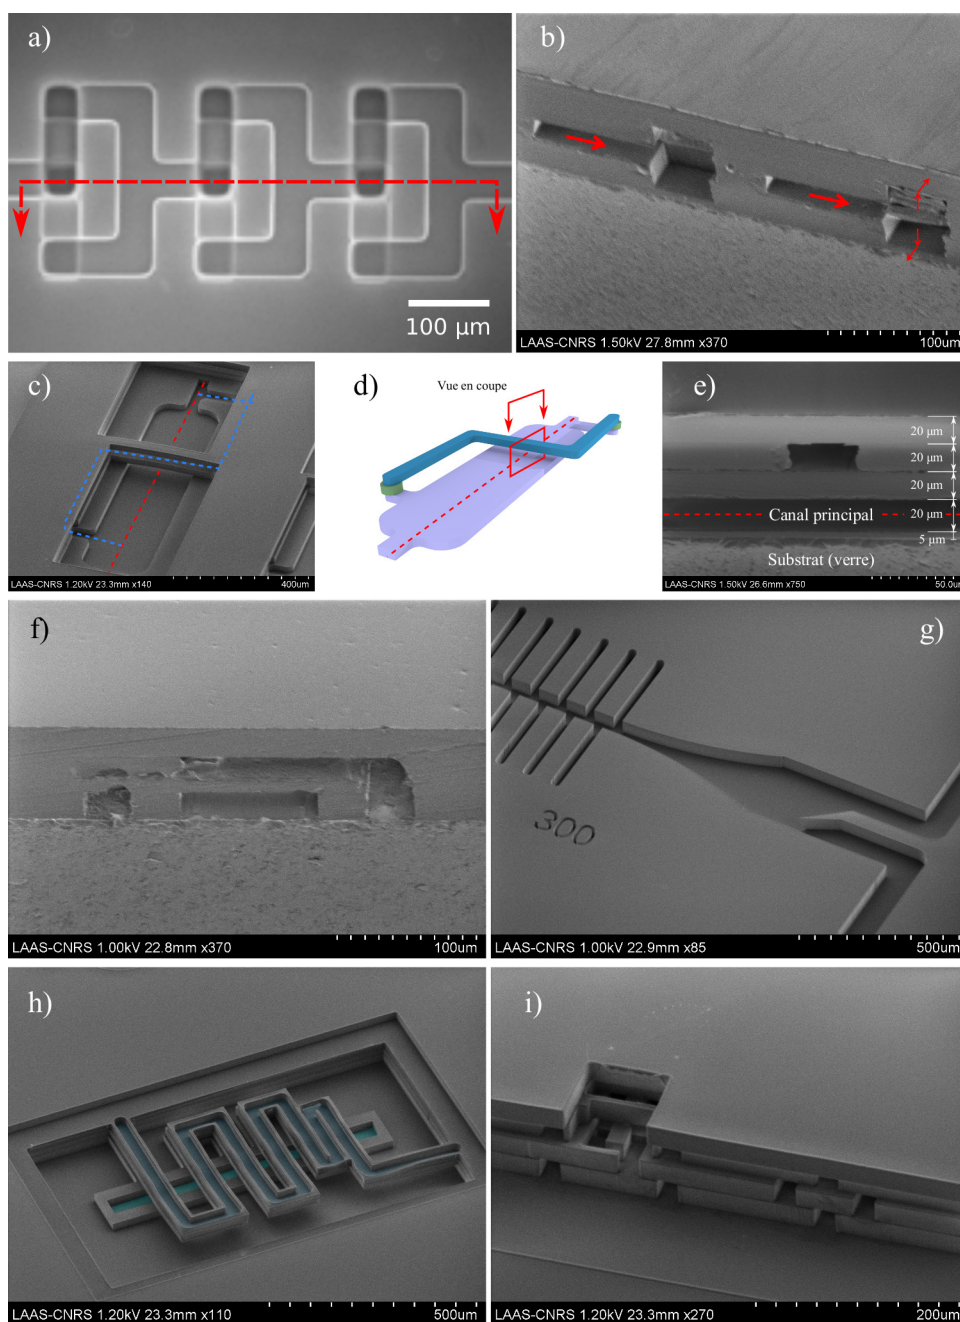 a)
100 µm
b)
LAAS-CNRS 1.50kV 27.8mm x370
100um
c)
LAAS-CNRS 1.20kV 23.3mm x140
400um
d)
Vue en coupe
e)
20 µm
20 µm
20 µm
Canal principal
20 µm
5 µm
Substrat (verre)
LAAS-CNRS 1.50kV 26.6mm x750
50.0um
f)
LAAS-CNRS 1.00kV 22.8mm x370
100um
g)
300
LAAS-CNRS 1.00kV 22.9mm x85
500um
h)
LAAS-CNRS 1.20kV 23.3mm x110
500um
i)
LAAS-CNRS 1.20kV 23.3mm x270
200um